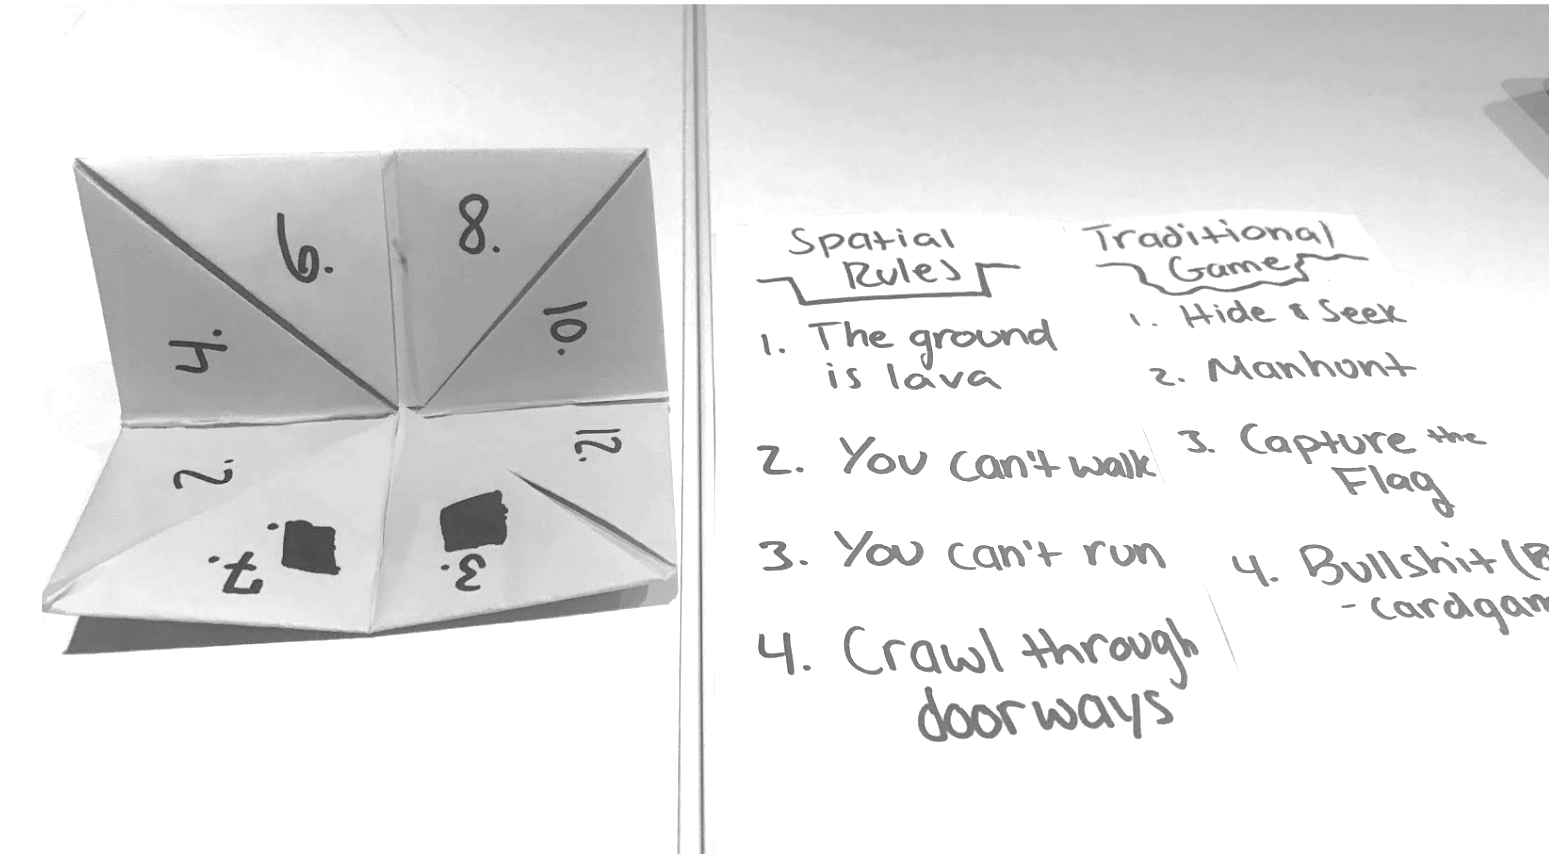 6.
8.
4.
10.
2.
12.
7.
3.
Spatial
Rules
1. The ground
is lava
2. You can't walk
3. You can't run
4. Crawl through
doorways
Traditional
Games
1. Hide & Seek
2. Manhunt
3. Capture the
Flag
4. Bullshit (B
- cardgam